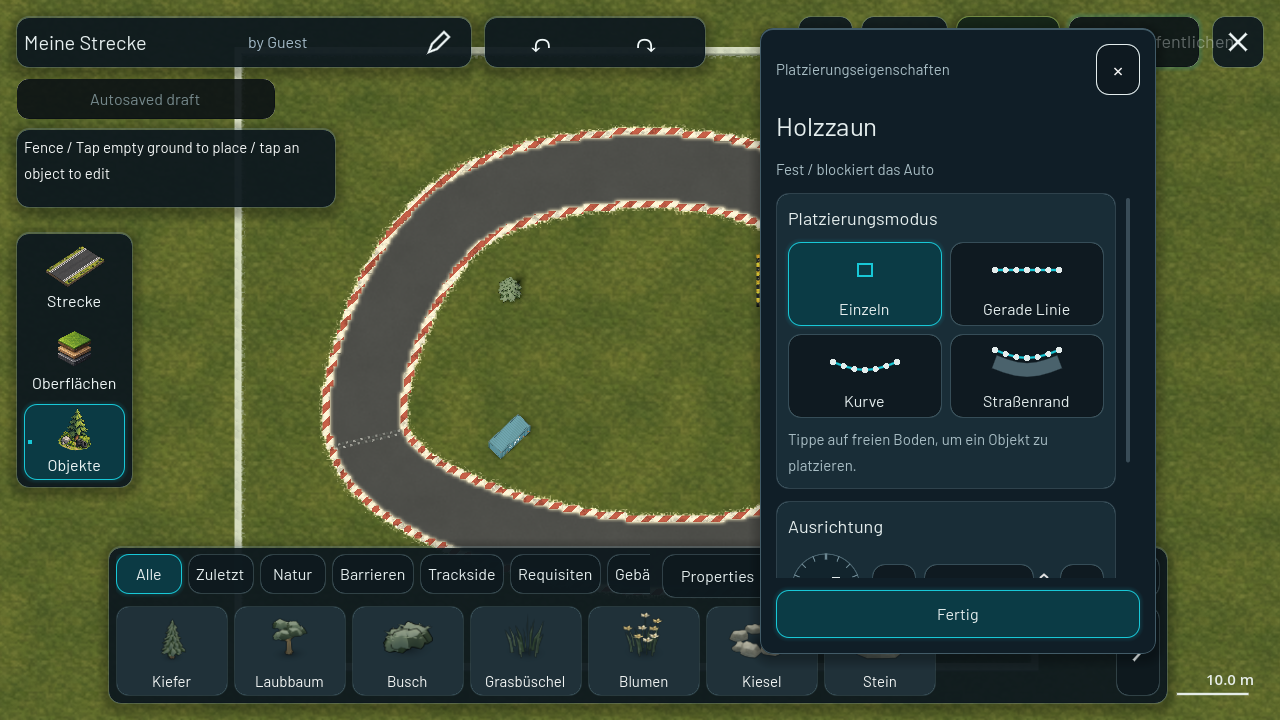 Meine Strecke
by Guest
Autosaved draft
Fence / Tap empty ground to place / tap an
object to edit
Strecke
Oberflächen
Objekte
Platzierungseigenschaften
×
Holzzaun
Fest / blockiert das Auto
Platzierungsmodus
Einzeln
Gerade Linie
Kurve
Straßenrand
Tippe auf freien Boden, um ein Objekt zu
platzieren.
Ausrichtung
Fertig
Alle
Zuletzt
Natur
Barrieren
Trackside
Requisiten
Gebä
Properties
Kiefer
Laubbaum
Busch
Grasbüschel
Blumen
Kiesel
Stein
10.0 m